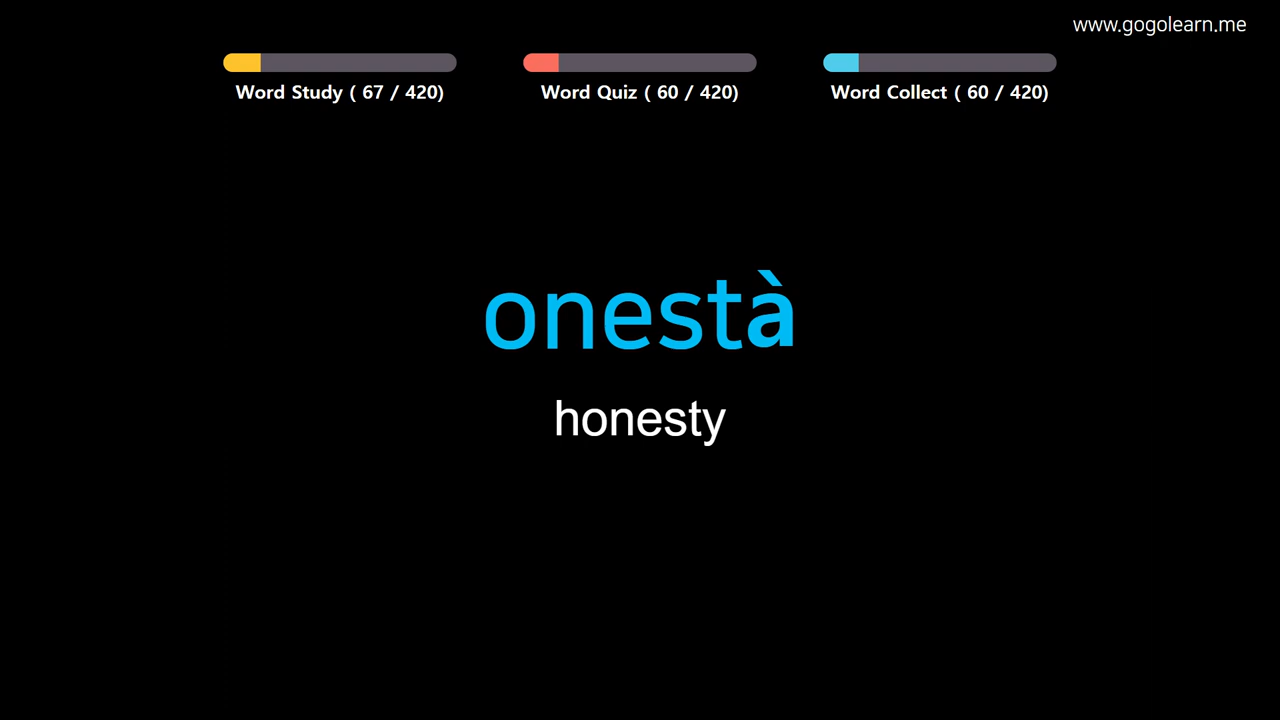 www.gogolearn.me
Word Study ( 67 / 420)
Word Quiz ( 60 / 420)
Word Collect ( 60 / 420)
onestà
honesty